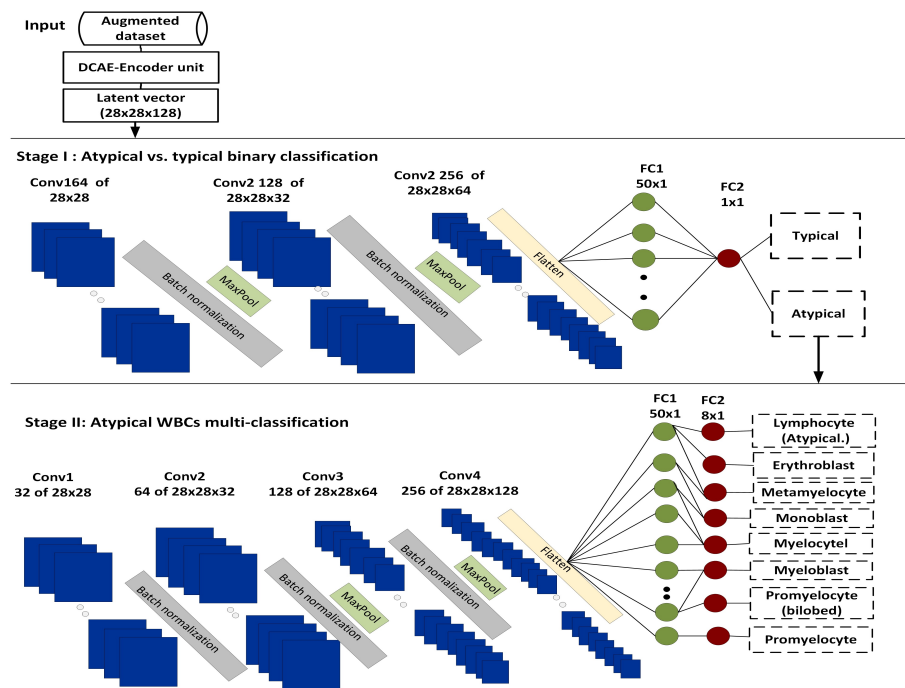 Input
Augmented
dataset
DCAE-Encoder unit
Latent vector
(28x28x128)
Stage I : Atypical vs. typical binary classification
Conv164 of
28x28
Conv2 128 of
28x28x32
Conv2 256 of
28x28x64
FC1
50x1
FC2
1x1
Batch normalization
MaxPool
Batch normalization
MaxPool
Flatten
Typical
Atypical
Stage II: Atypical WBCs multi-classification
Conv1
32 of 28x28
Conv2
64 of 28x28x32
Conv3
128 of 28x28x64
Conv4
256 of 28x28x128
FC1
50x1
FC2
8x1
Batch normalization
Batch normalization
MaxPool
Batch normalization
MaxPool
Flatten
Lymphocyte
(Atypical.)
Erythroblast
Metamyelocyte
Monoblast
Myelocytel
Myeloblast
Promyelocyte
(bilobed)
Promyelocyte